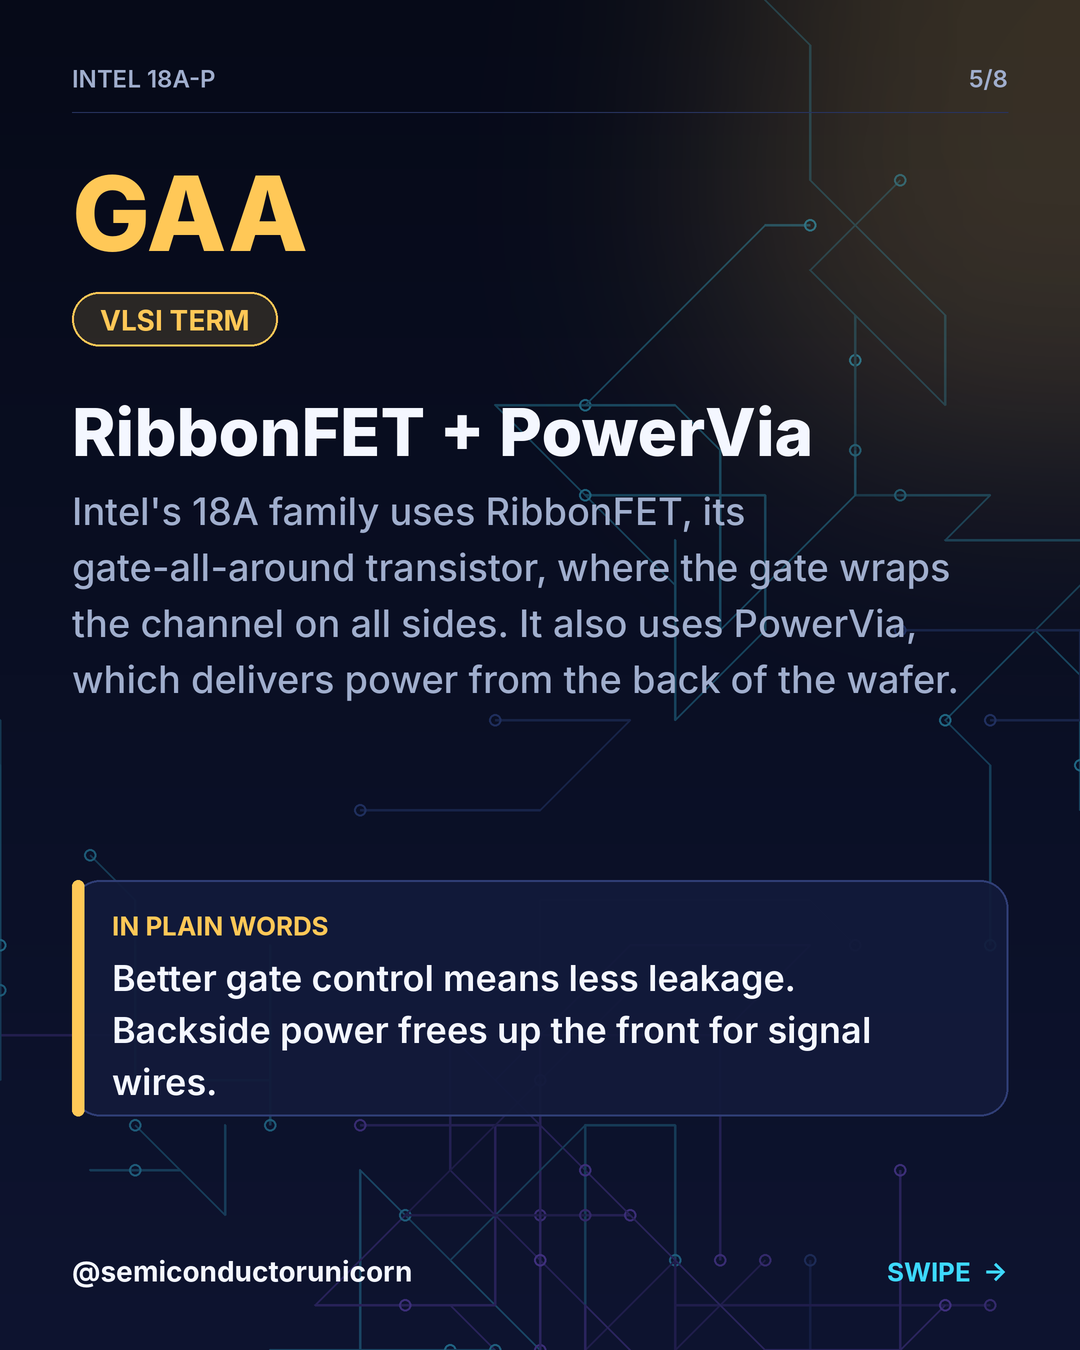 INTEL 18A-P
5/8
GAA
VLSI TERM
RibbonFET + PowerVia
Intel's 18A family uses RibbonFET, its
gate-all-around transistor, where the gate wraps
the channel on all sides. It also uses PowerVia,
which delivers power from the back of the wafer.
IN PLAIN WORDS
Better gate control means less leakage.
Backside power frees up the front for signal
wires.
@semiconductorunicorn
SWIPE →